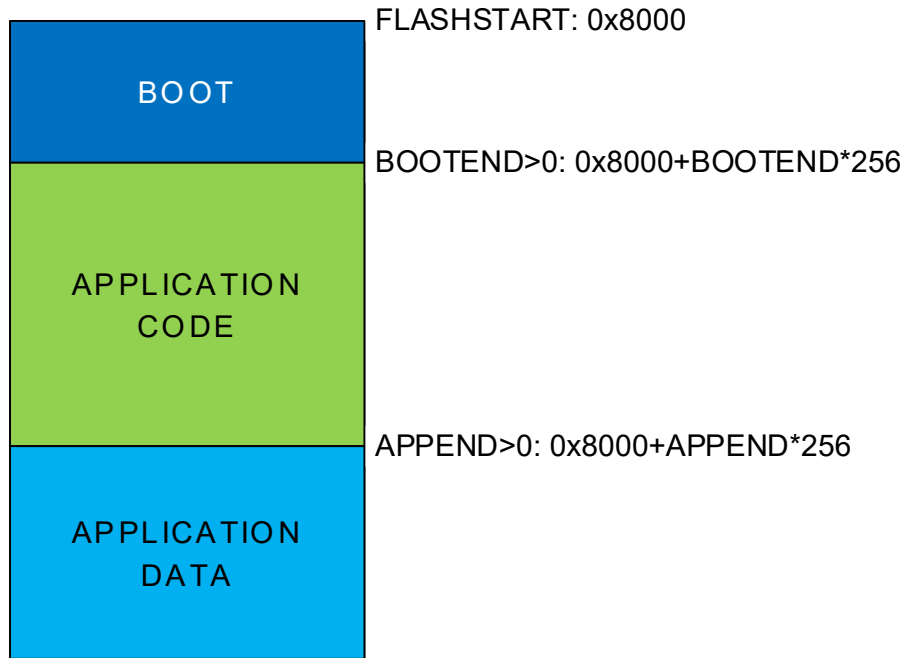 FLASHSTART: 0x8000
BOOT
BOOTEND>0: 0x8000+BOOTEND*256
APPLICATION
CODE
APPEND>0: 0x8000+APPEND*256
APPLICATION
DATA